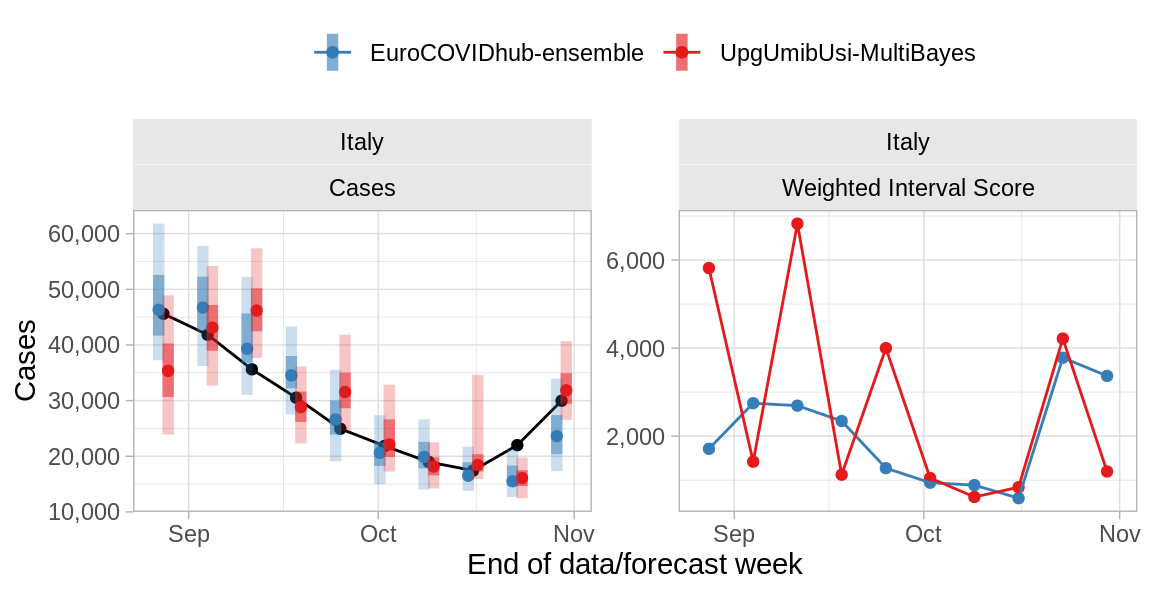 EuroCOVIDhub-ensemble UpgUmibUsi-MultiBayes
Italy
Cases
60,000
50,000
40,000
30,000
20,000
10,000
Cases
Sep Oct Nov
Italy
Weighted Interval Score
6,000
4,000
2,000
Sep Oct Nov
End of data/forecast week